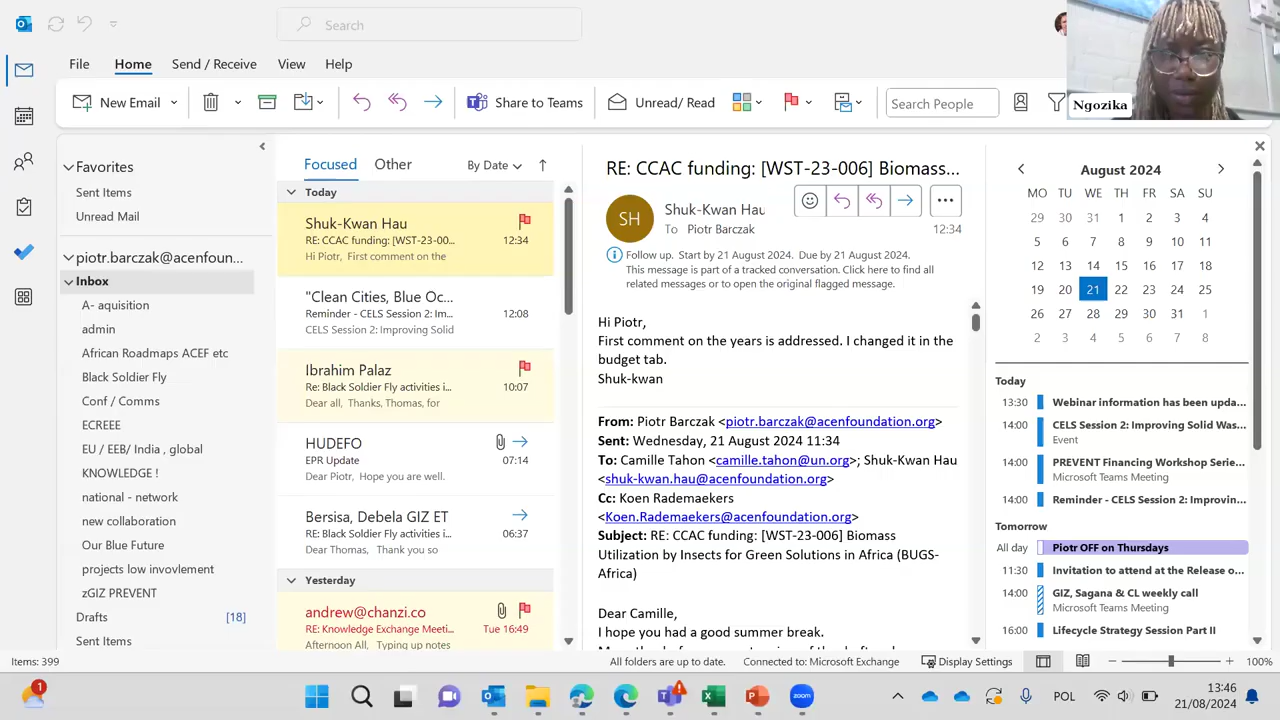 Search
File Home Send / Receive View Help
New Email Share to Teams Unread/ Read Search People
Ngozika
Favorites
Sent Items
Unread Mail
piotr.barczak@acenfoun...
Inbox
A- aquisition
admin
African Roadmaps ACEF etc
Black Soldier Fly
Conf / Comms
ECREEE
EU / EEB/ India , global
KNOWLEDGE !
national - network
new collaboration
Our Blue Future
projects low invovlement
zGIZ PREVENT
Drafts [18]
Sent Items
Focused Other By Date
Today
Shuk-Kwan Hau
RE: CCAC funding: [WST-23-00... 12:34
Hi Piotr, First comment on the
"Clean Cities, Blue Oc...
Reminder - CELS Session 2: Im... 12:08
CELS Session 2: Improving Solid
Ibrahim Palaz
Re: Black Soldier Fly activities i... 10:07
Dear all, Thanks, Thomas, for
HUDEFO
EPR Update 07:14
Dear Piotr, Hope you are well.
Bersisa, Debela GIZ ET
RE: Black Soldier Fly activities i... 06:37
Dear Thomas, Thank you so
Yesterday
andrew@chanzi.co
RE: Knowledge Exchange Meeti... Tue 16:49
Afternoon All, Typing up notes
RE: CCAC funding: [WST-23-006] Biomass...
SH
Shuk-Kwan Hau
To Piotr Barczak 12:34
Follow up. Start by 21 August 2024. Due by 21 August 2024.
This message is part of a tracked conversation. Click here to find all
related messages or to open the original flagged message.
Hi Piotr,
First comment on the years is addressed. I changed it in the
budget tab.
Shuk-kwan
From: Piotr Barczak <piotr.barczak@acenfoundation.org>
Sent: Wednesday, 21 August 2024 11:34
To: Camille Tahon <camille.tahon@un.org>; Shuk-Kwan Hau
<shuk-kwan.hau@acenfoundation.org>
Cc: Koen Rademaekers
<Koen.Rademaekers@acenfoundation.org>
Subject: RE: CCAC funding: [WST-23-006] Biomass
Utilization by Insects for Green Solutions in Africa (BUGS-
Africa)
Dear Camille,
I hope you had a good summer break.
August 2024
MO TU WE TH FR SA SU
29 30 31 1 2 3 4
5 6 7 8 9 10 11
12 13 14 15 16 17 18
19 20 21 22 23 24 25
26 27 28 29 30 31 1
2 3 4 5 6 7 8
Today
13:30 Webinar information has been upda...
14:00 CELS Session 2: Improving Solid Was...
Event
14:00 PREVENT Financing Workshop Serie...
Microsoft Teams Meeting
14:00 Reminder - CELS Session 2: Improvin...
Tomorrow
All day Piotr OFF on Thursdays
11:30 Invitation to attend at the Release o...
14:00 GIZ, Sagana & CL weekly call
Microsoft Teams Meeting
16:00 Lifecycle Strategy Session Part II
Items: 399 All folders are up to date. Connected to: Microsoft Exchange Display Settings 100%
1 zoom POL 13:46
21/08/2024